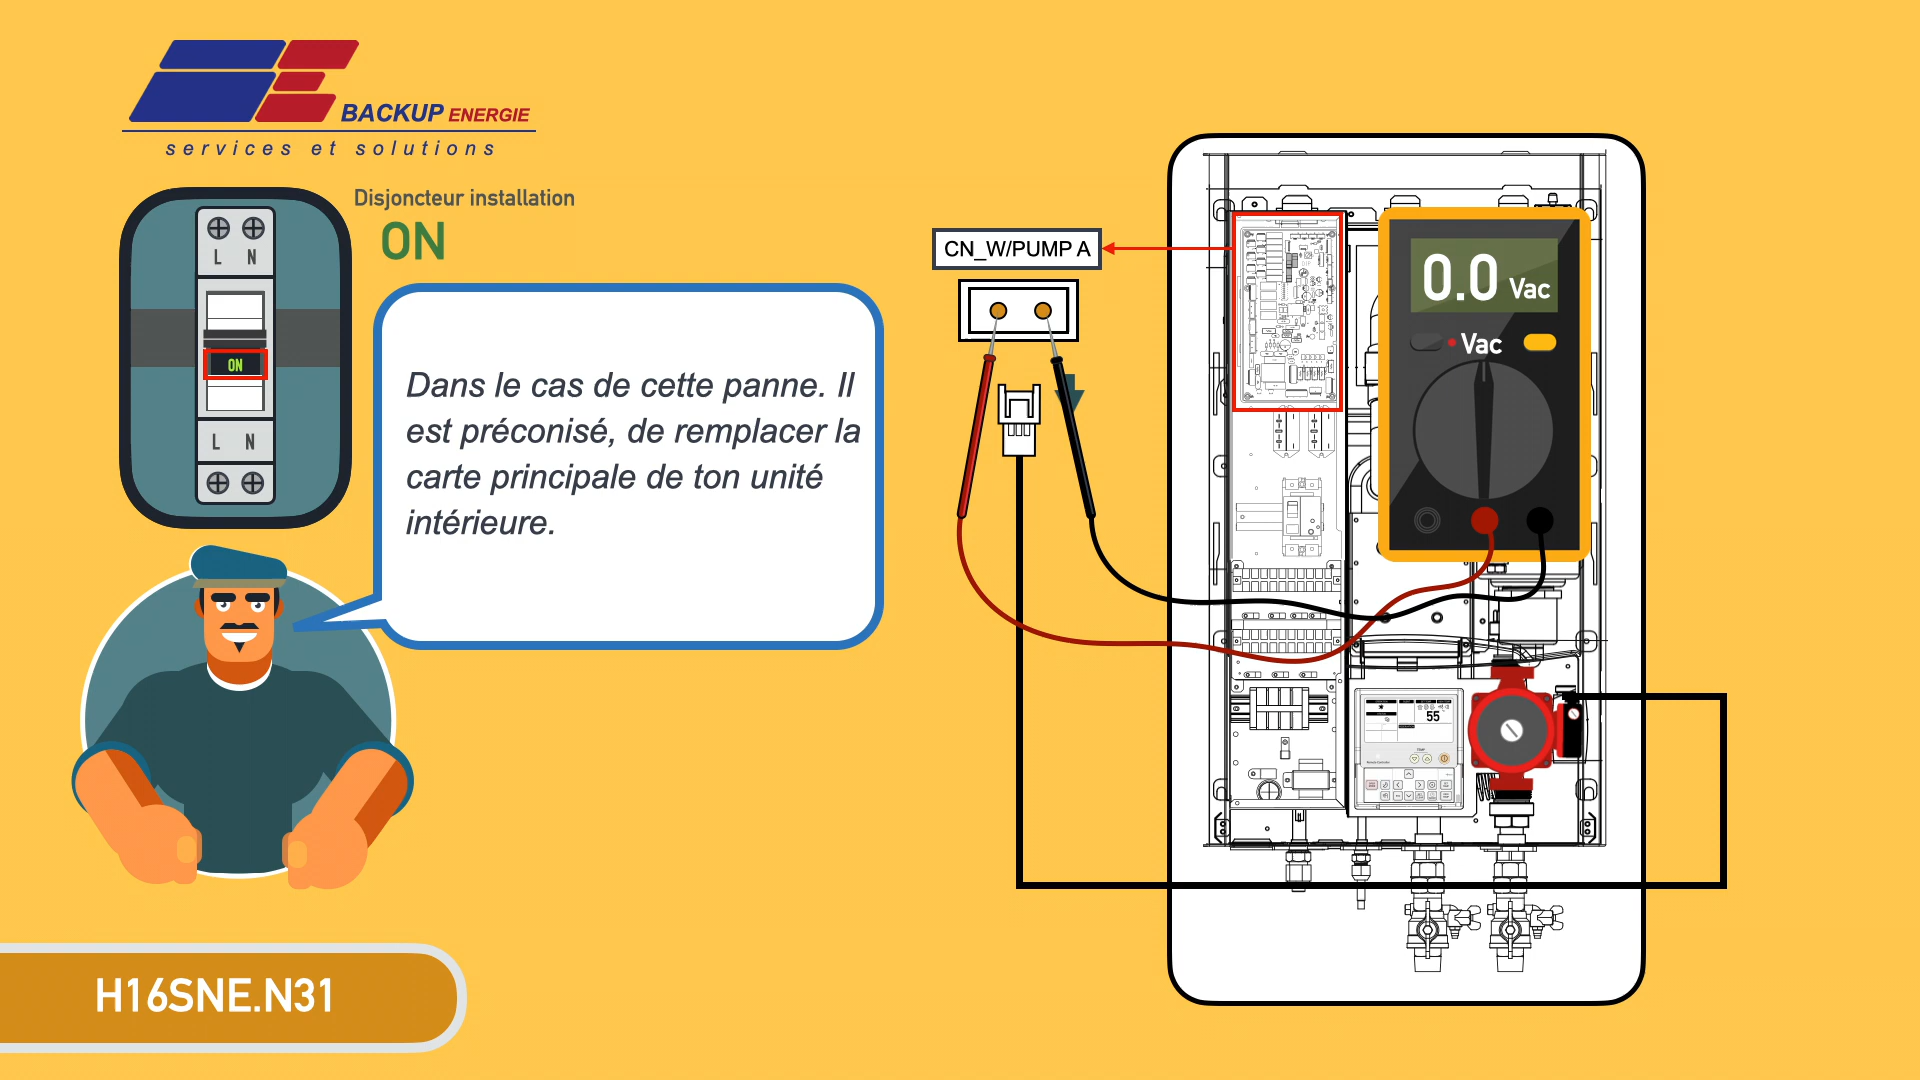 BACKUP ENERGIE
services et solutions
Disjoncteur installation
ON
L N
ON
L N
Dans le cas de cette panne. Il
est préconisé, de remplacer la
carte principale de ton unité
intérieure.
CN_W/PUMP A
0.0 Vac
Vac
55
H16SNE.N31